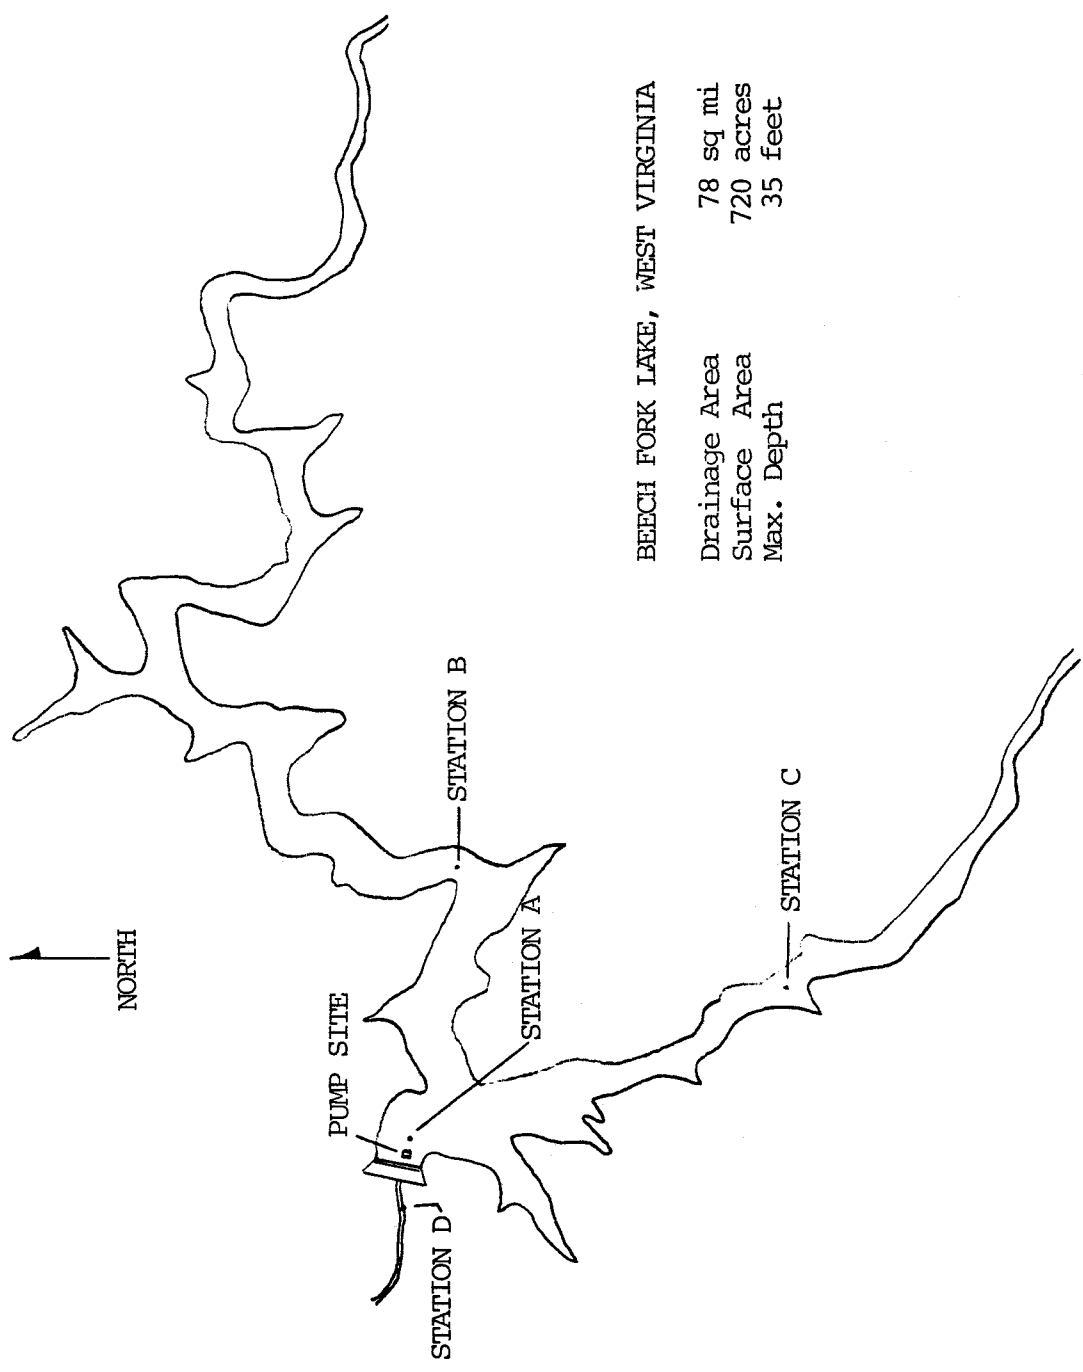 NORTH
PUMP SITE
STATION A
STATION B
STATION C
STATION D
BEECH FORK LAKE, WEST VIRGINIA
Drainage Area 78 sq mi
Surface Area 720 acres
Max. Depth 35 feet